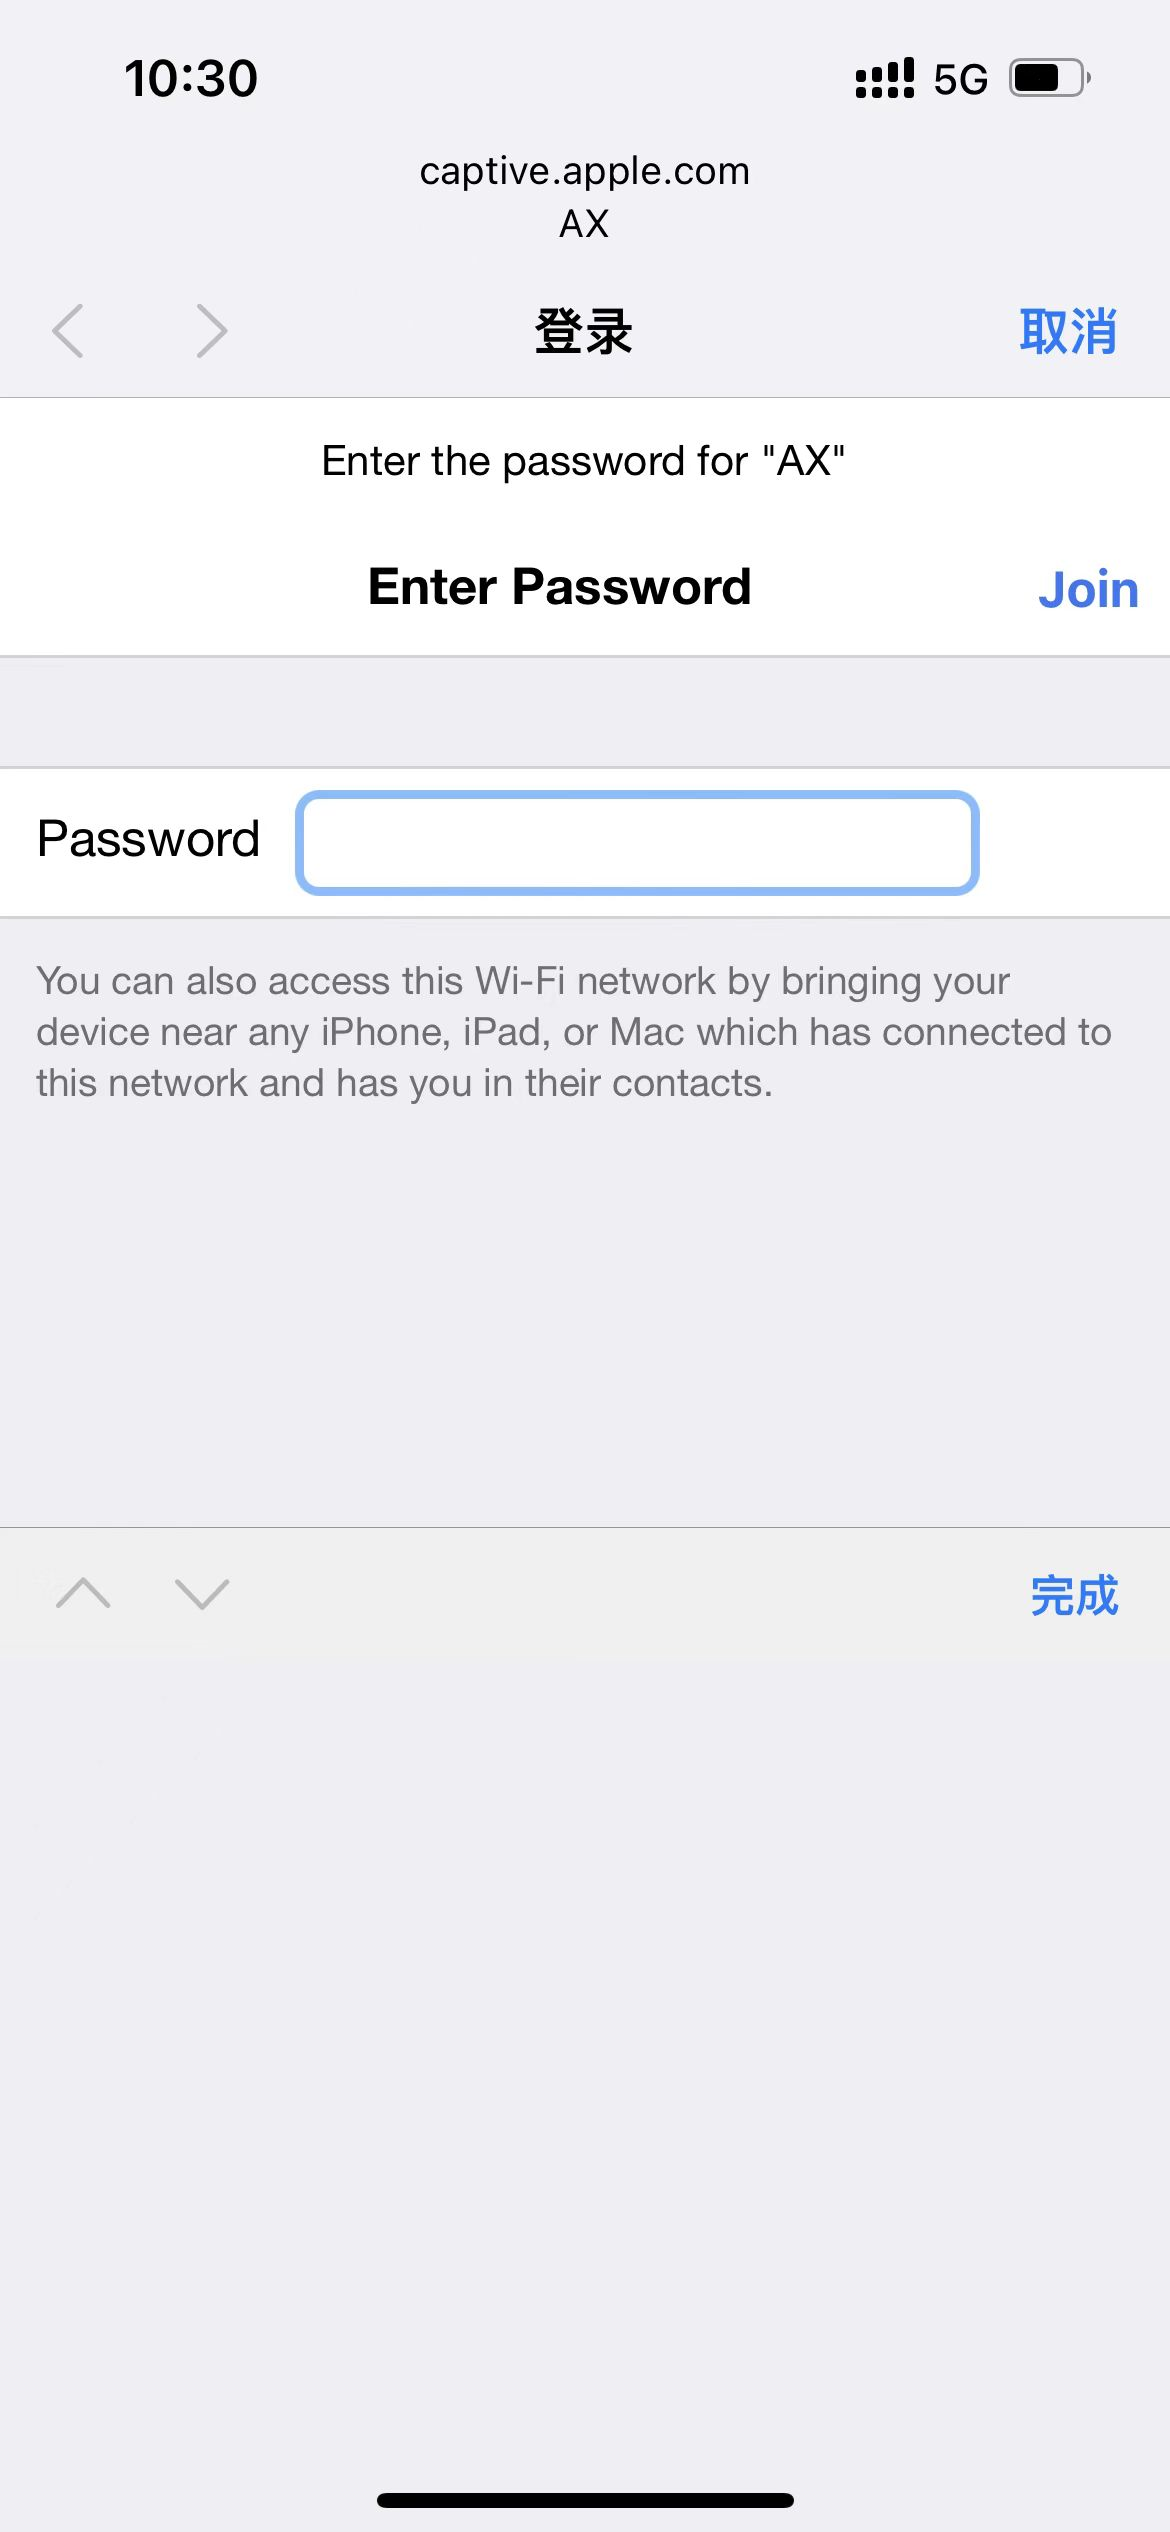 10:30
5G
captive.apple.com
AX
登录
取消
Enter the password for "AX"
Enter Password
Join
Password
You can also access this Wi-Fi network by bringing your
device near any iPhone, iPad, or Mac which has connected to
this network and has you in their contacts.
完成